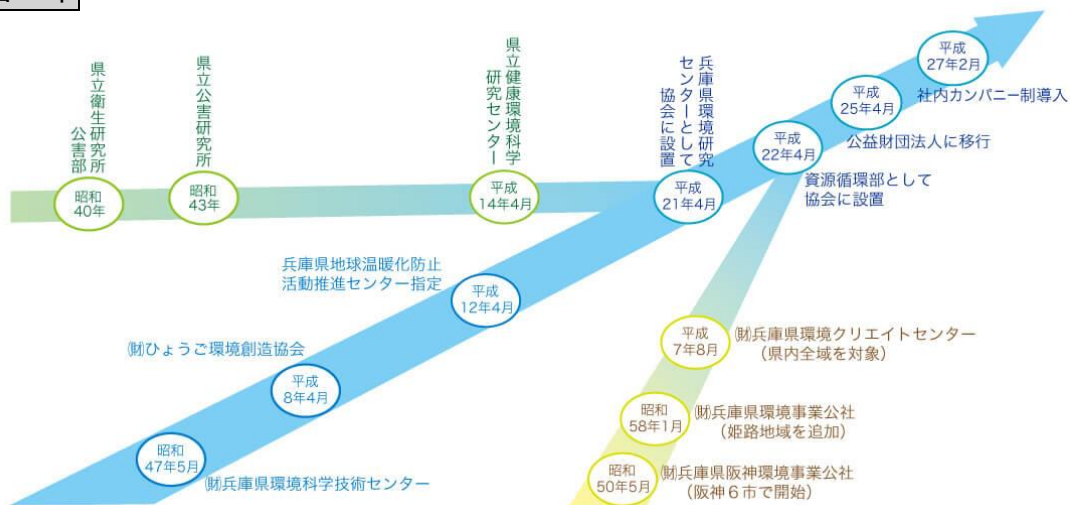 県立衛生研究所
公害部
昭和
40年
県立公害研究所
昭和
43年
県立健康環境科学
研究センター
平成
14年4月
兵庫県環境研究
センターとして
協会に設置
平成
21年4月
平成
22年4月
資源循環部として
協会に設置
平成
25年4月
公益財団法人に移行
平成
27年2月
社内カンパニー制導入
兵庫県地球温暖化防止
活動推進センター指定
平成
12年4月
㈶ひょうご環境創造協会
平成
8年4月
昭和
47年5月
㈶兵庫県環境科学技術センター
平成
7年8月
㈶兵庫県環境クリエイトセンター
（県内全域を対象）
昭和
58年1月
㈶兵庫県環境事業公社
（姫路地域を追加）
昭和
50年5月
㈶兵庫県阪神環境事業公社
（阪神６市で開始）